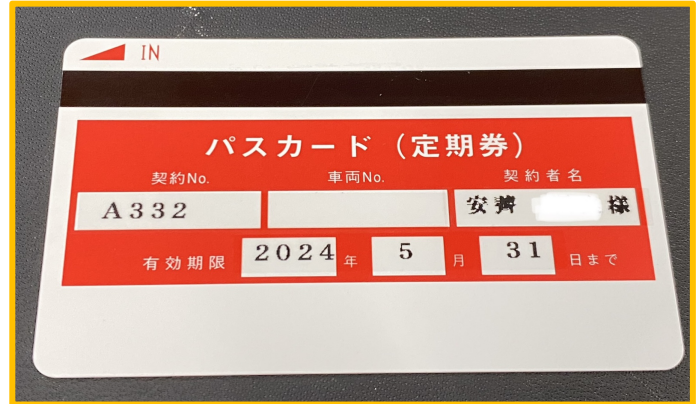 IN
パスカード（定期券）
契約No. 車両No. 契約者名
A332 安齊 様
有効期限 2024 年 5 月 31 日まで